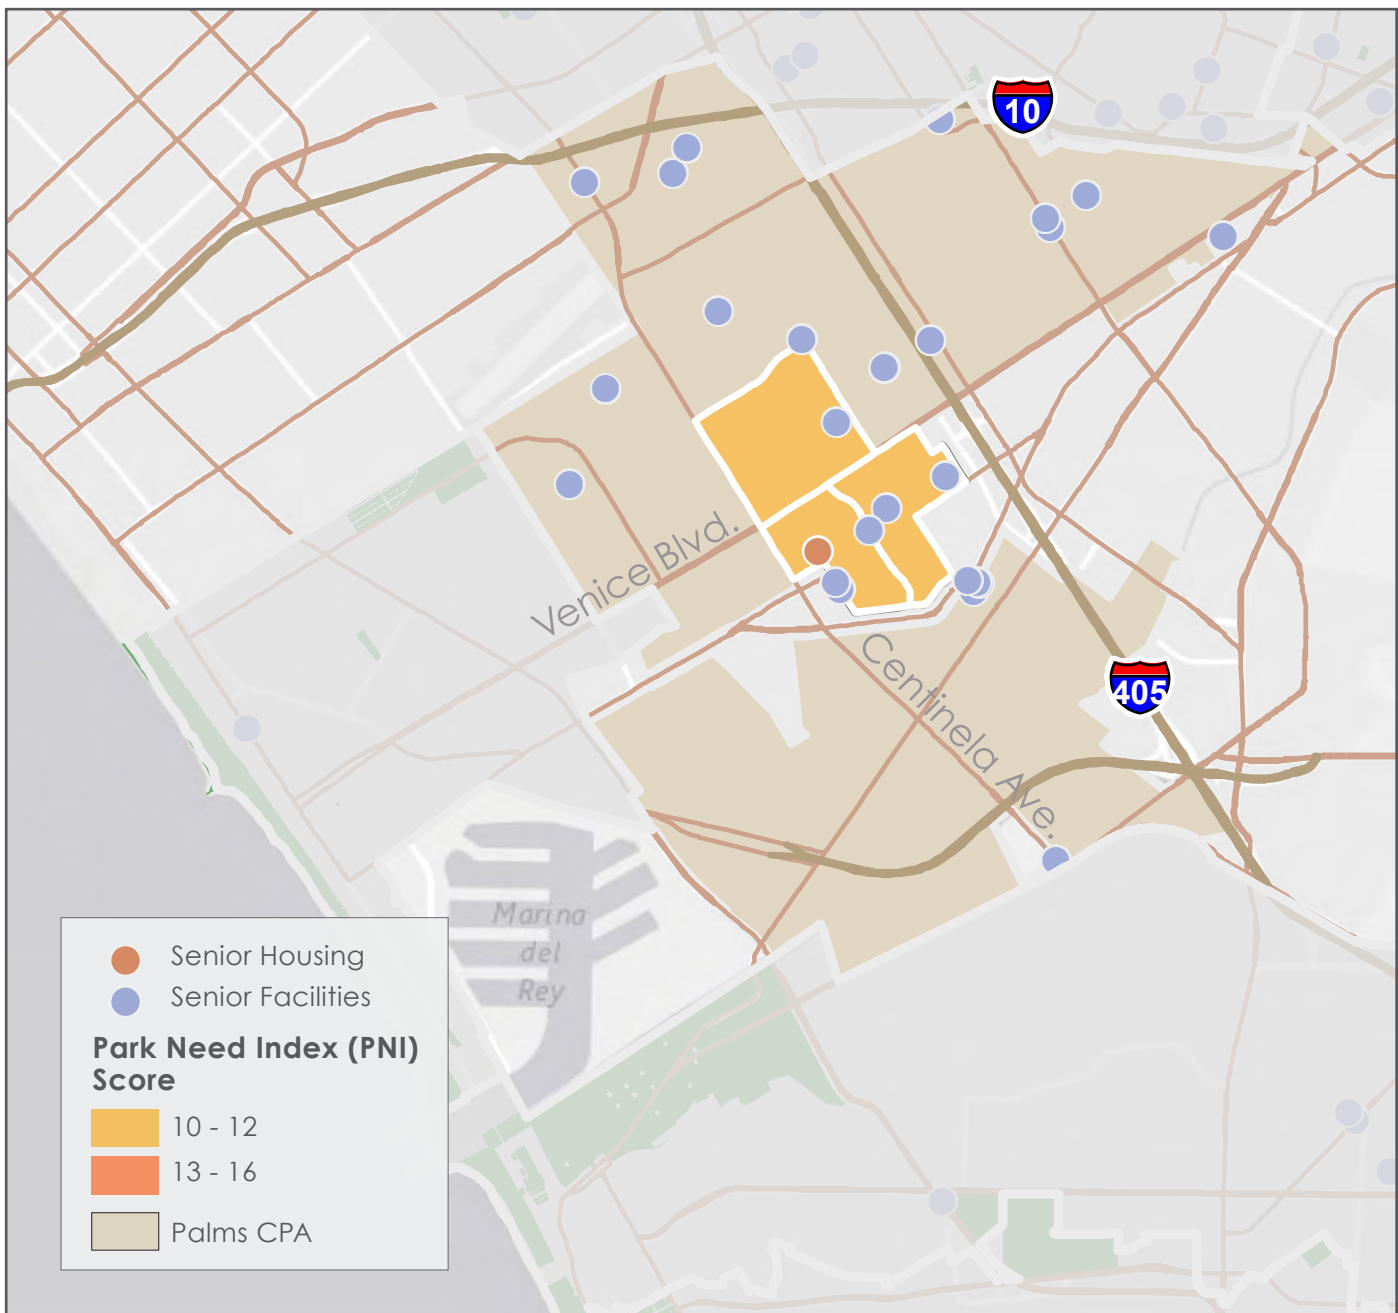 10
Venice Blvd.
Centinela Ave.
405
Marina
del
Rey
Senior Housing
Senior Facilities
Park Need Index (PNI)
Score
10 - 12
13 - 16
Palms CPA